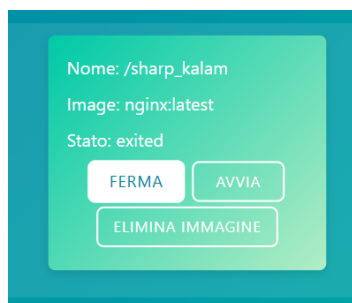 Nome: /sharp_kalam
Image: nginx:latest
Stato: exited
FERMA AVVIA
ELIMINA IMMAGINE